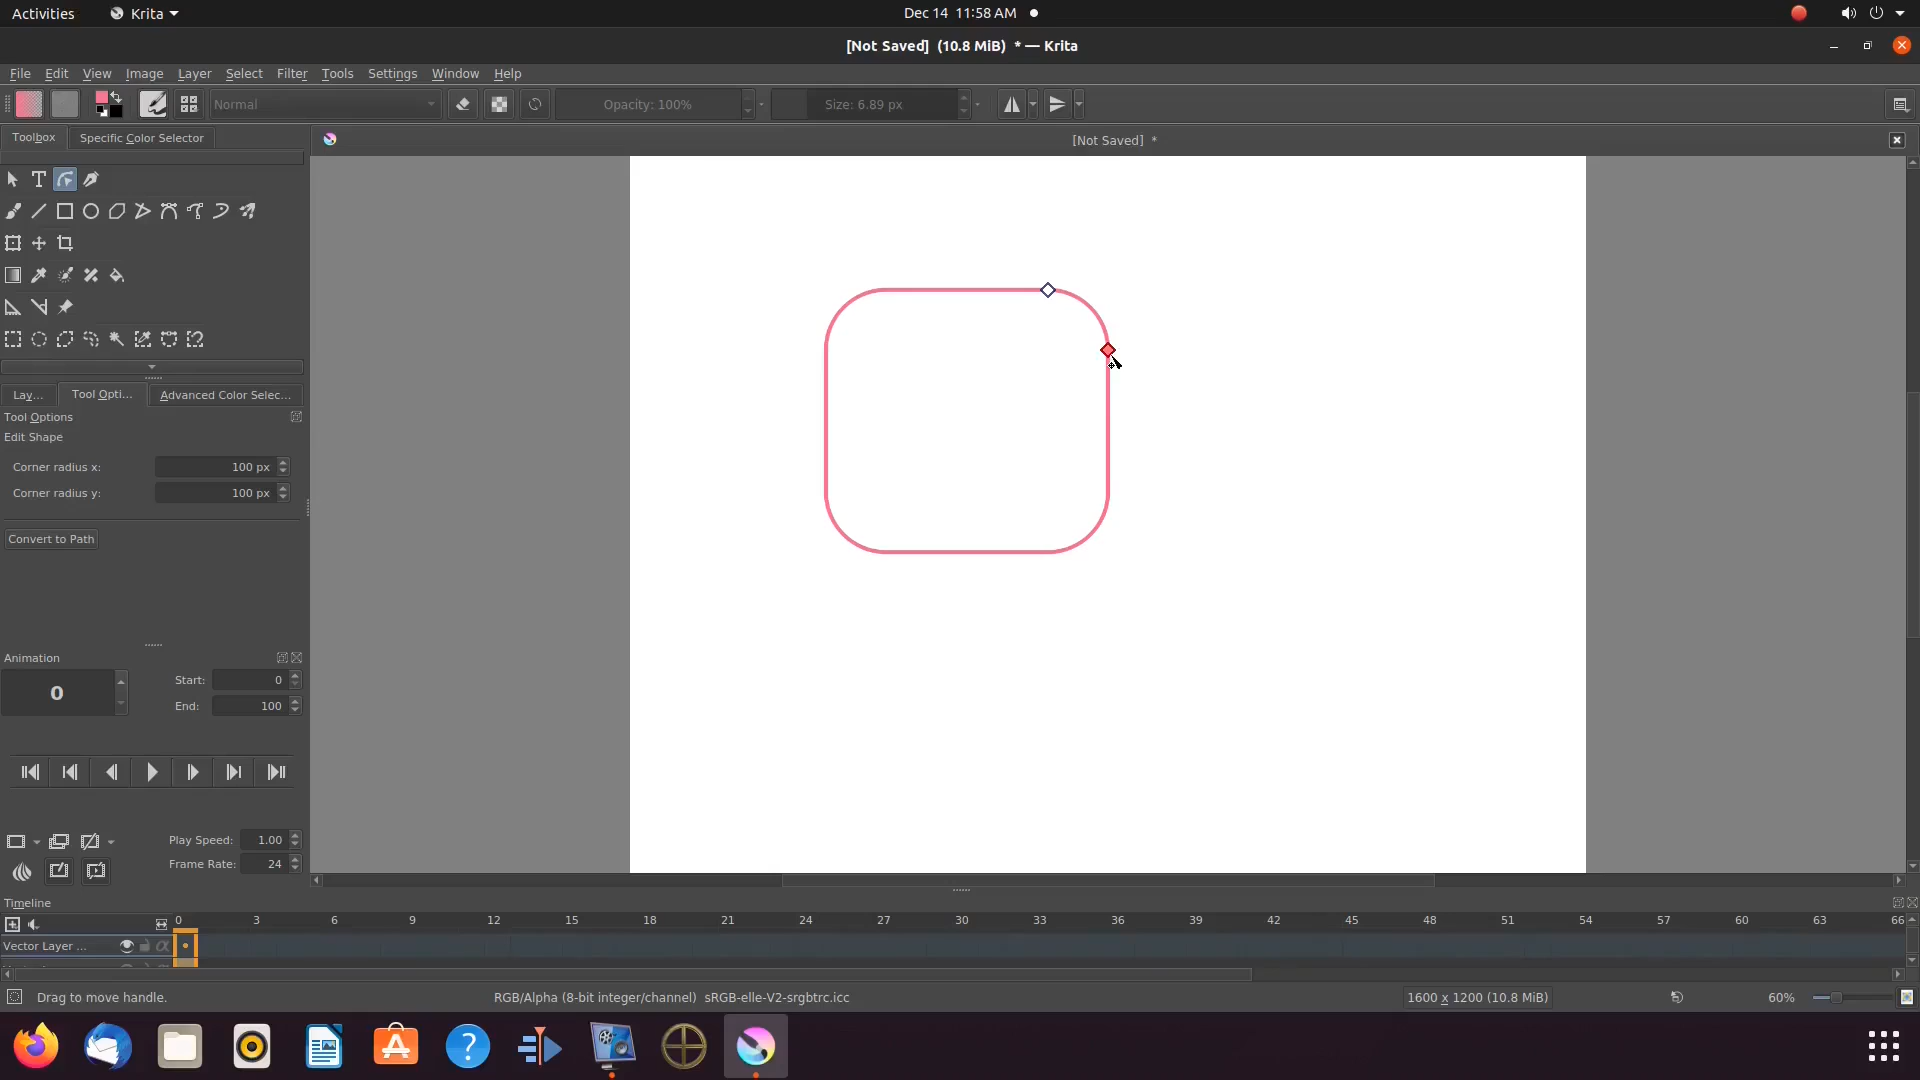 Activities
Krita
Dec 14 11:58 AM
[Not Saved] (10.8 MiB) * — Krita
File Edit View Image Layer Select Filter Tools Settings Window Help
Normal
Opacity: 100%
Size: 6.89 px
Toolbox
Specific Color Selector
[Not Saved] *
Lay...
Tool Opti...
Advanced Color Selec...
Tool Options
Edit Shape
Corner radius x: 100 px
Corner radius y: 100 px
Convert to Path
Animation
0
Start: 0
End: 100
Play Speed: 1.00
Frame Rate: 24
Timeline
0 3 6 9 12 15 18 21 24 27 30 33 36 39 42 45 48 51 54 57 60 63 66
Vector Layer ...
Drag to move handle.
RGB/Alpha (8-bit integer/channel) sRGB-elle-V2-srgbtrc.icc
1600 x 1200 (10.8 MiB)
60%